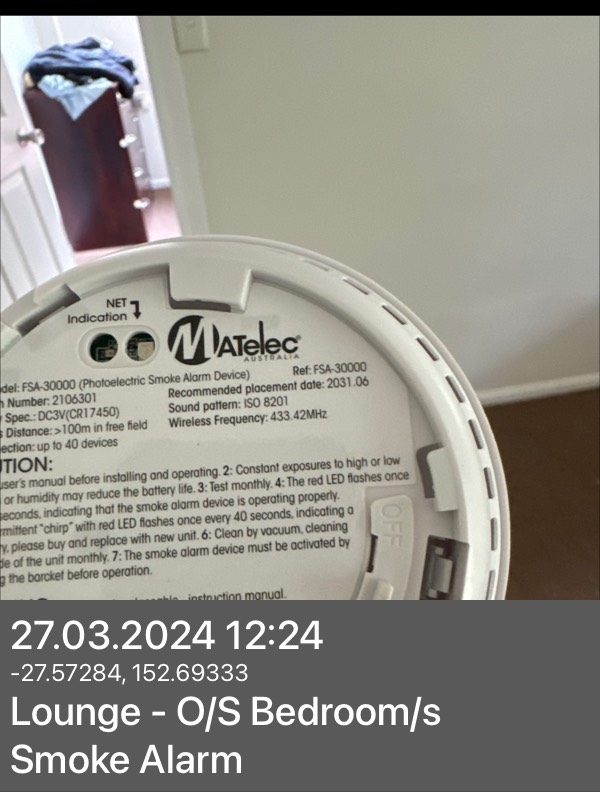 NET
Indication
MATelec
AUSTRALIA
del: FSA-30000 (Photoelectric Smoke Alarm Device)
Ref: FSA-30000
h Number: 2106301
Recommended placement date: 2031.06
y Spec.: DC3V(CR17450)
Sound pattern: ISO 8201
s Distance: >100m in free field
Wireless Frequency: 433.42MHz
ection: up to 40 devices
TION:
user's manual before installing and operating. 2: Constant exposures to high or low
or humidity may reduce the battery life. 3: Test monthly. 4: The red LED flashes once
seconds, indicating that the smoke alarm device is operating properly.
rmittent "chirp" with red LED flashes once every 40 seconds, indicating a
y, please buy and replace with new unit. 6: Clean by vacuum, cleaning
de of the unit monthly. 7: The smoke alarm device must be activated by
g the barcket before operation.
instruction manual.
OFF
27.03.2024 12:24
-27.57284, 152.69333
Lounge - O/S Bedroom/s
Smoke Alarm